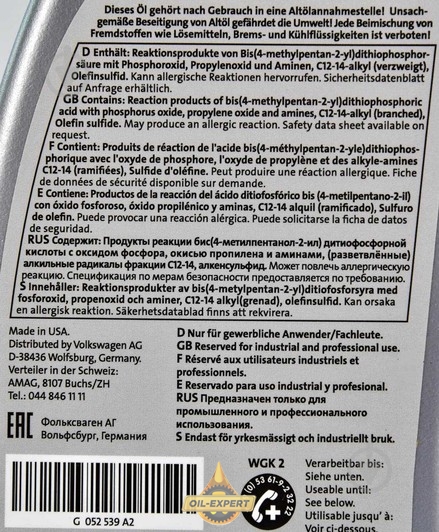 Dieses Öl gehört nach Gebrauch in eine Altölannahmestelle! Unsach-
gemäße Beseitigung von Altöl gefährdet die Umwelt! Jede Beimischung von
Fremdstoffen wie Lösemitteln, Brems- und Kühlflüssigkeiten ist verboten!
D Enthält: Reaktionsprodukte von Bis(4-methylpentan-2-yl)dithiophosphor-
säure mit Phosphoroxid, Propylenoxid und Aminen, C12-14-alkyl (verzweigt),
Olefinsulfid. Kann allergische Reaktionen hervorrufen. Sicherheitsdatenblatt
auf Anfrage erhältlich.
GB Contains: Reaction products of bis(4-methylpentan-2-yl)dithiophosphoric
acid with phosphorus oxide, propylene oxide and amines, C12-14-alkyl (branched),
Olefin sulfide. May produce an allergic reaction. Safety data sheet available on
request.
F Contient: Produits de réaction de l'acide bis(4-méthylpentan-2-yle)dithiophos-
phorique avec l'oxyde de phosphore, l'oxyde de propylène et des alkyle-amines
C12-14 (ramifiées), Sulfide d'oléfine. Peut produire une réaction allergique. Fiche
de données de sécurité disponible sur demande.
E Contiene: Productos de la reacción del ácido ditiofosfórico bis (4-metilpetano-2-il)
con óxido fosforoso, óxido propilénico y aminas, C12-14 alquil (ramificado), Sulfuro
de olefin. Puede provocar una reacción alérgica. Puede solicitarse la ficha de datos
de seguridad.
RUS Содержит: Продукты реакции бис(4-метилпентанол-2-ил) дитиофосфорной
кислоты с оксидом фосфора, окисью пропилена и аминами, (разветвлённые)
алкильные радикалы фракции C12-14, алкенсульфид. Может повлечь аллергическую
реакцию. Спецификация по мерам безопасности предоставляется по требованию.
S Innehåller: Reaktionsprodukter av bis(4-metylpentan-2-yl)ditiofosforsyra med
fosforoxid, propenoxid och aminer, C12-14 alkyl(grenad), olefinsulfid. Kan orsaka
en allergisk reaktion. Säkerhetsdatablad finns att rekvirera.
Made in USA.
Distributed by Volkswagen AG
D-38436 Wolfsburg, Germany.
Verteiler in der Schweiz:
AMAG, 8107 Buchs/ZH
Tel.: 044 846 11 11
EAC Фольксваген АГ
Вольфсбург, Германия
D Nur für gewerbliche Anwender/Fachleute.
GB Reserved for industrial and professional use.
F Réservé aux utilisateurs industriels et
professionnels.
E Reservado para uso industrial y profesional.
RUS Предназначен только для
промышленного и профессионального
использования.
S Endast för yrkesmässigt och industriellt bruk.
G 052 539 A2
OIL-EXPERT
WGK 2
Verarbeitbar bis:
Siehe unten.
Useable until:
See below.
Utilisable jusqu'à:
Voir ci-dessous.